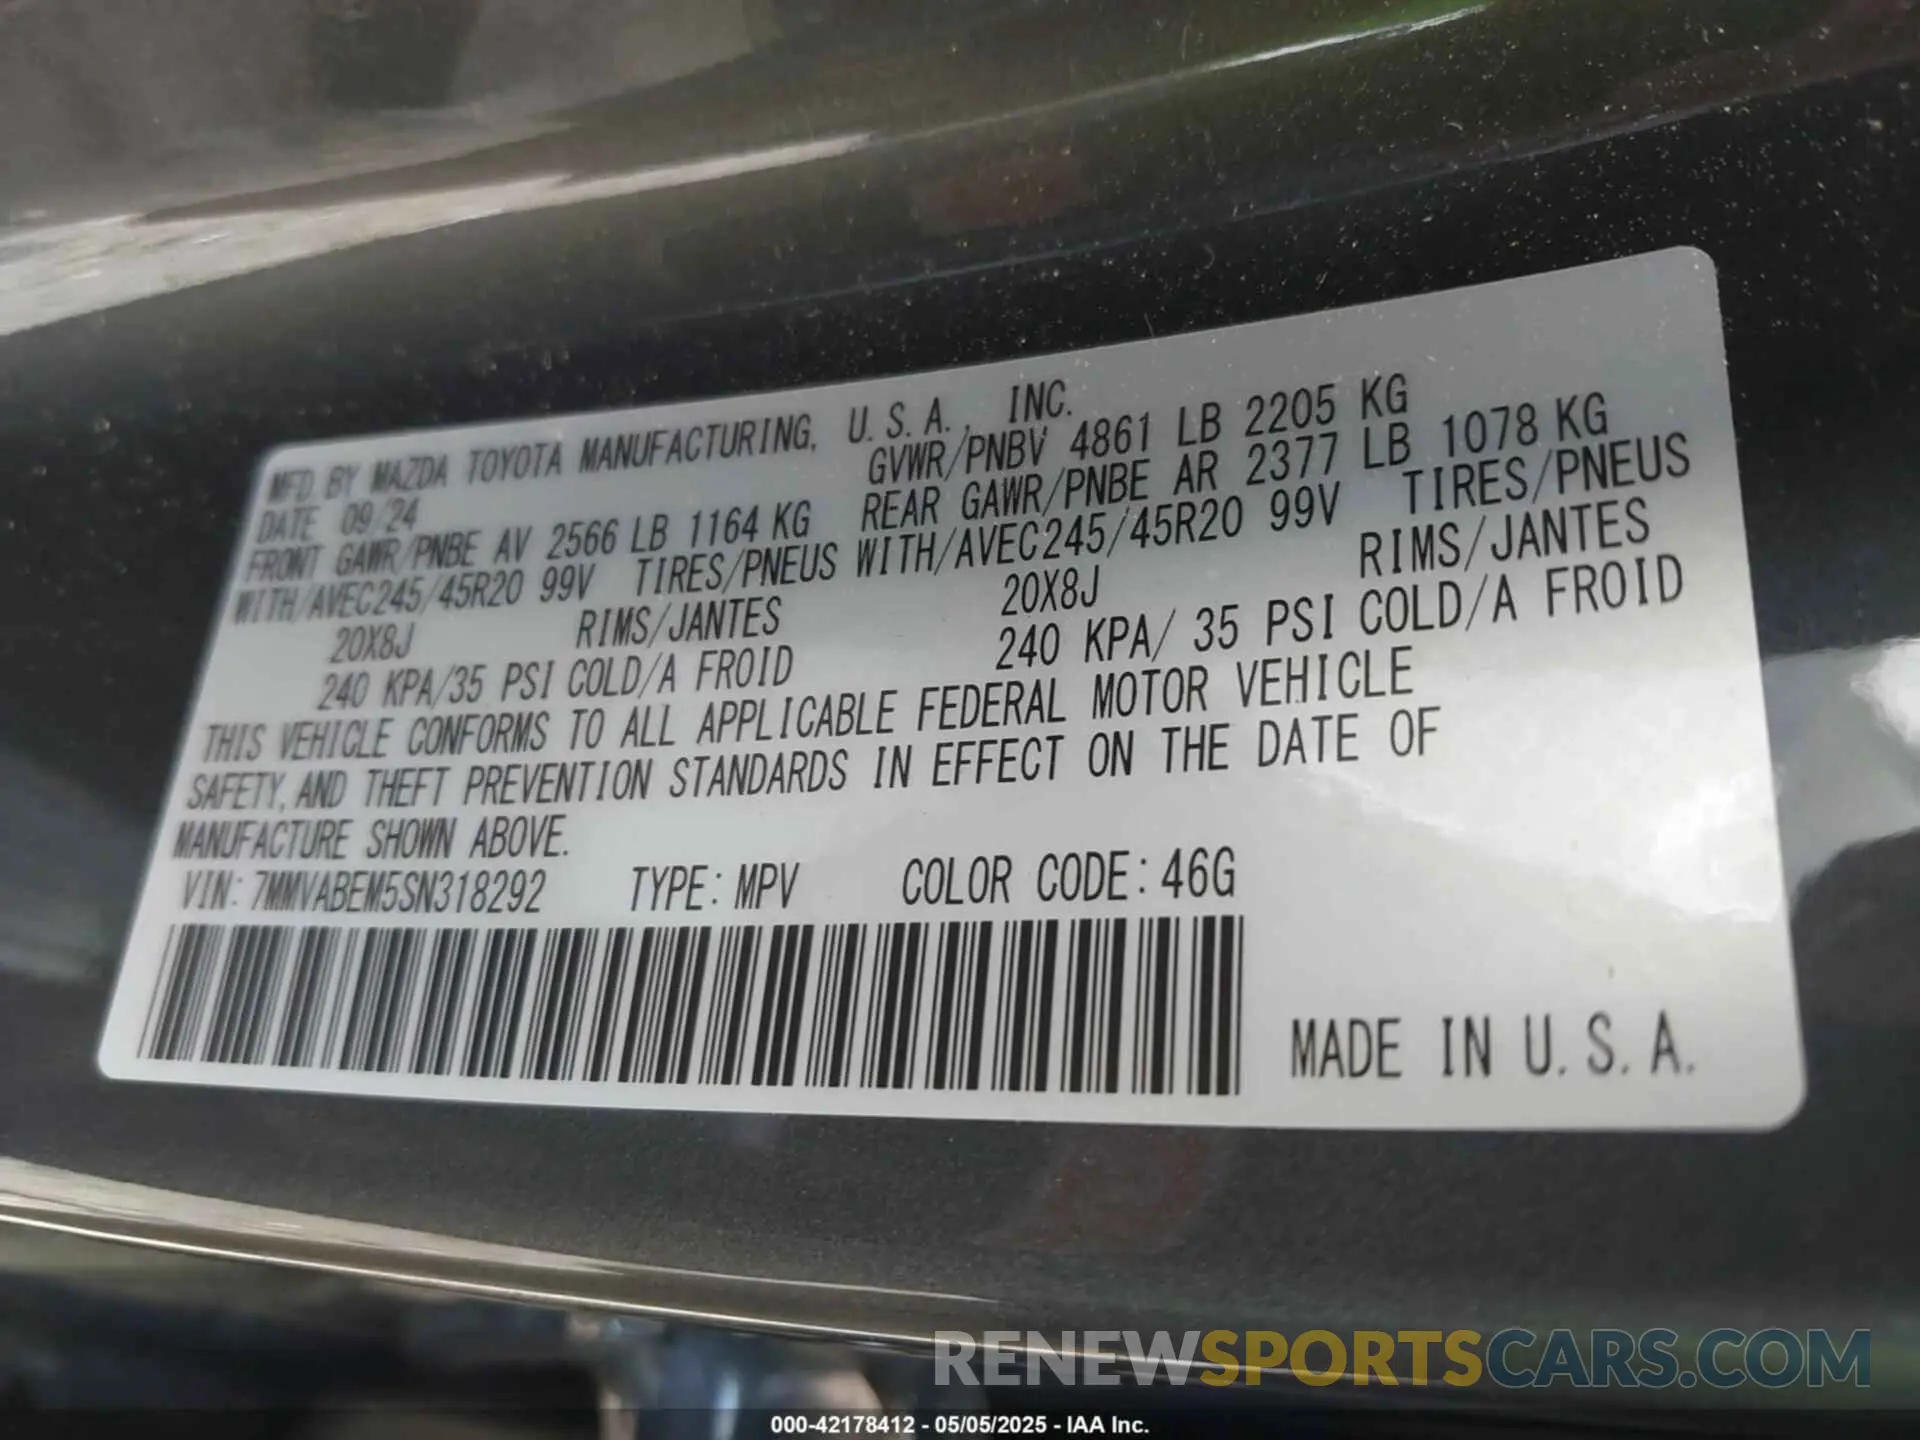 MFD. BY MAZDA TOYOTA MANUFACTURING, U.S.A., INC.
DATE 09/24 GVWR/PNBV 4861 LB 2205 KG
FRONT GAWR/PNBE AV 2566 LB 1164 KG REAR GAWR/PNBE AR 2377 LB 1078 KG
WITH/AVEC245/45R20 99V TIRES/PNEUS WITH/AVEC245/45R20 99V TIRES/PNEUS
20X8J RIMS/JANTES 20X8J RIMS/JANTES
240 KPA/35 PSI COLD/A FROID 240 KPA/ 35 PSI COLD/A FROID
THIS VEHICLE CONFORMS TO ALL APPLICABLE FEDERAL MOTOR VEHICLE
SAFETY, AND THEFT PREVENTION STANDARDS IN EFFECT ON THE DATE OF
MANUFACTURE SHOWN ABOVE.
VIN: 7MMVABEM5SN318292 TYPE: MPV COLOR CODE: 46G
MADE IN U.S.A.
RENEWSPORTSCARS.COM
000-42178412 - 05/05/2025 - IAA Inc.